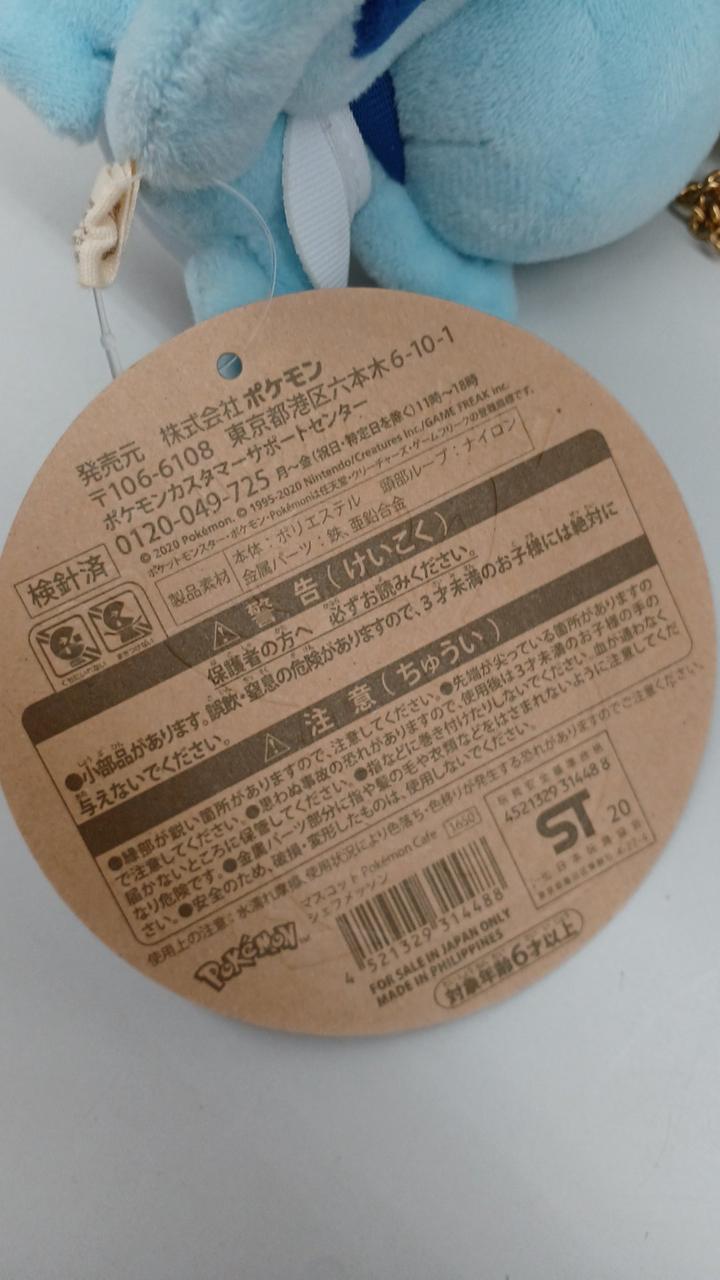 発売元　株式会社ポケモン
〒106-6108　東京都港区六本木6-10-1
ポケモンカスタマーサポートセンター
0120-049-725 月～金(祝日・特定日を除く)11時～18時
© 2020 Pokémon. © 1995-2020 Nintendo/Creatures Inc./GAME FREAK inc.
ポケットモンスター・ポケモン・Pokémonは任天堂・クリーチャーズ・ゲームフリークの登録商標です。
検針済
製品素材
本体：ポリエステル　頭部ループ：ナイロン
金属パーツ：鉄、亜鉛合金
くちにいれない
まきつけない
警告(けいこく)
保護者の方へ　必ずお読みください。
●小部品があります。誤飲・窒息の危険がありますので、3才未満のお子様には絶対に
与えないでください。
注意(ちゅうい)
●縁部が鋭い箇所がありますので、注意してください。●先端が尖っている箇所がありますの
で注意してください。●思わぬ事故の恐れがありますので、使用後は3才未満のお子様の手の
届かないところに保管してください。●指などに巻き付けたりしないでください。血が通わなく
なり危険です。●金属パーツ部分に指や髪の毛や衣類などをはさまれないように注意してくだ
さい。●安全のため、破損・変形したものは、使用しないでください。
使用上の注意：水濡れ、摩擦、使用状況により色落ち・色移りが発生する恐れがありますのでご注意ください。
マスコット Pokémon Cafe 1650
シェフメッソン
POKéMON
4 521329 314488
FOR SALE IN JAPAN ONLY
MADE IN PHILIPPINES
4521329 31448 8
ST 20
対象年齢6才以上